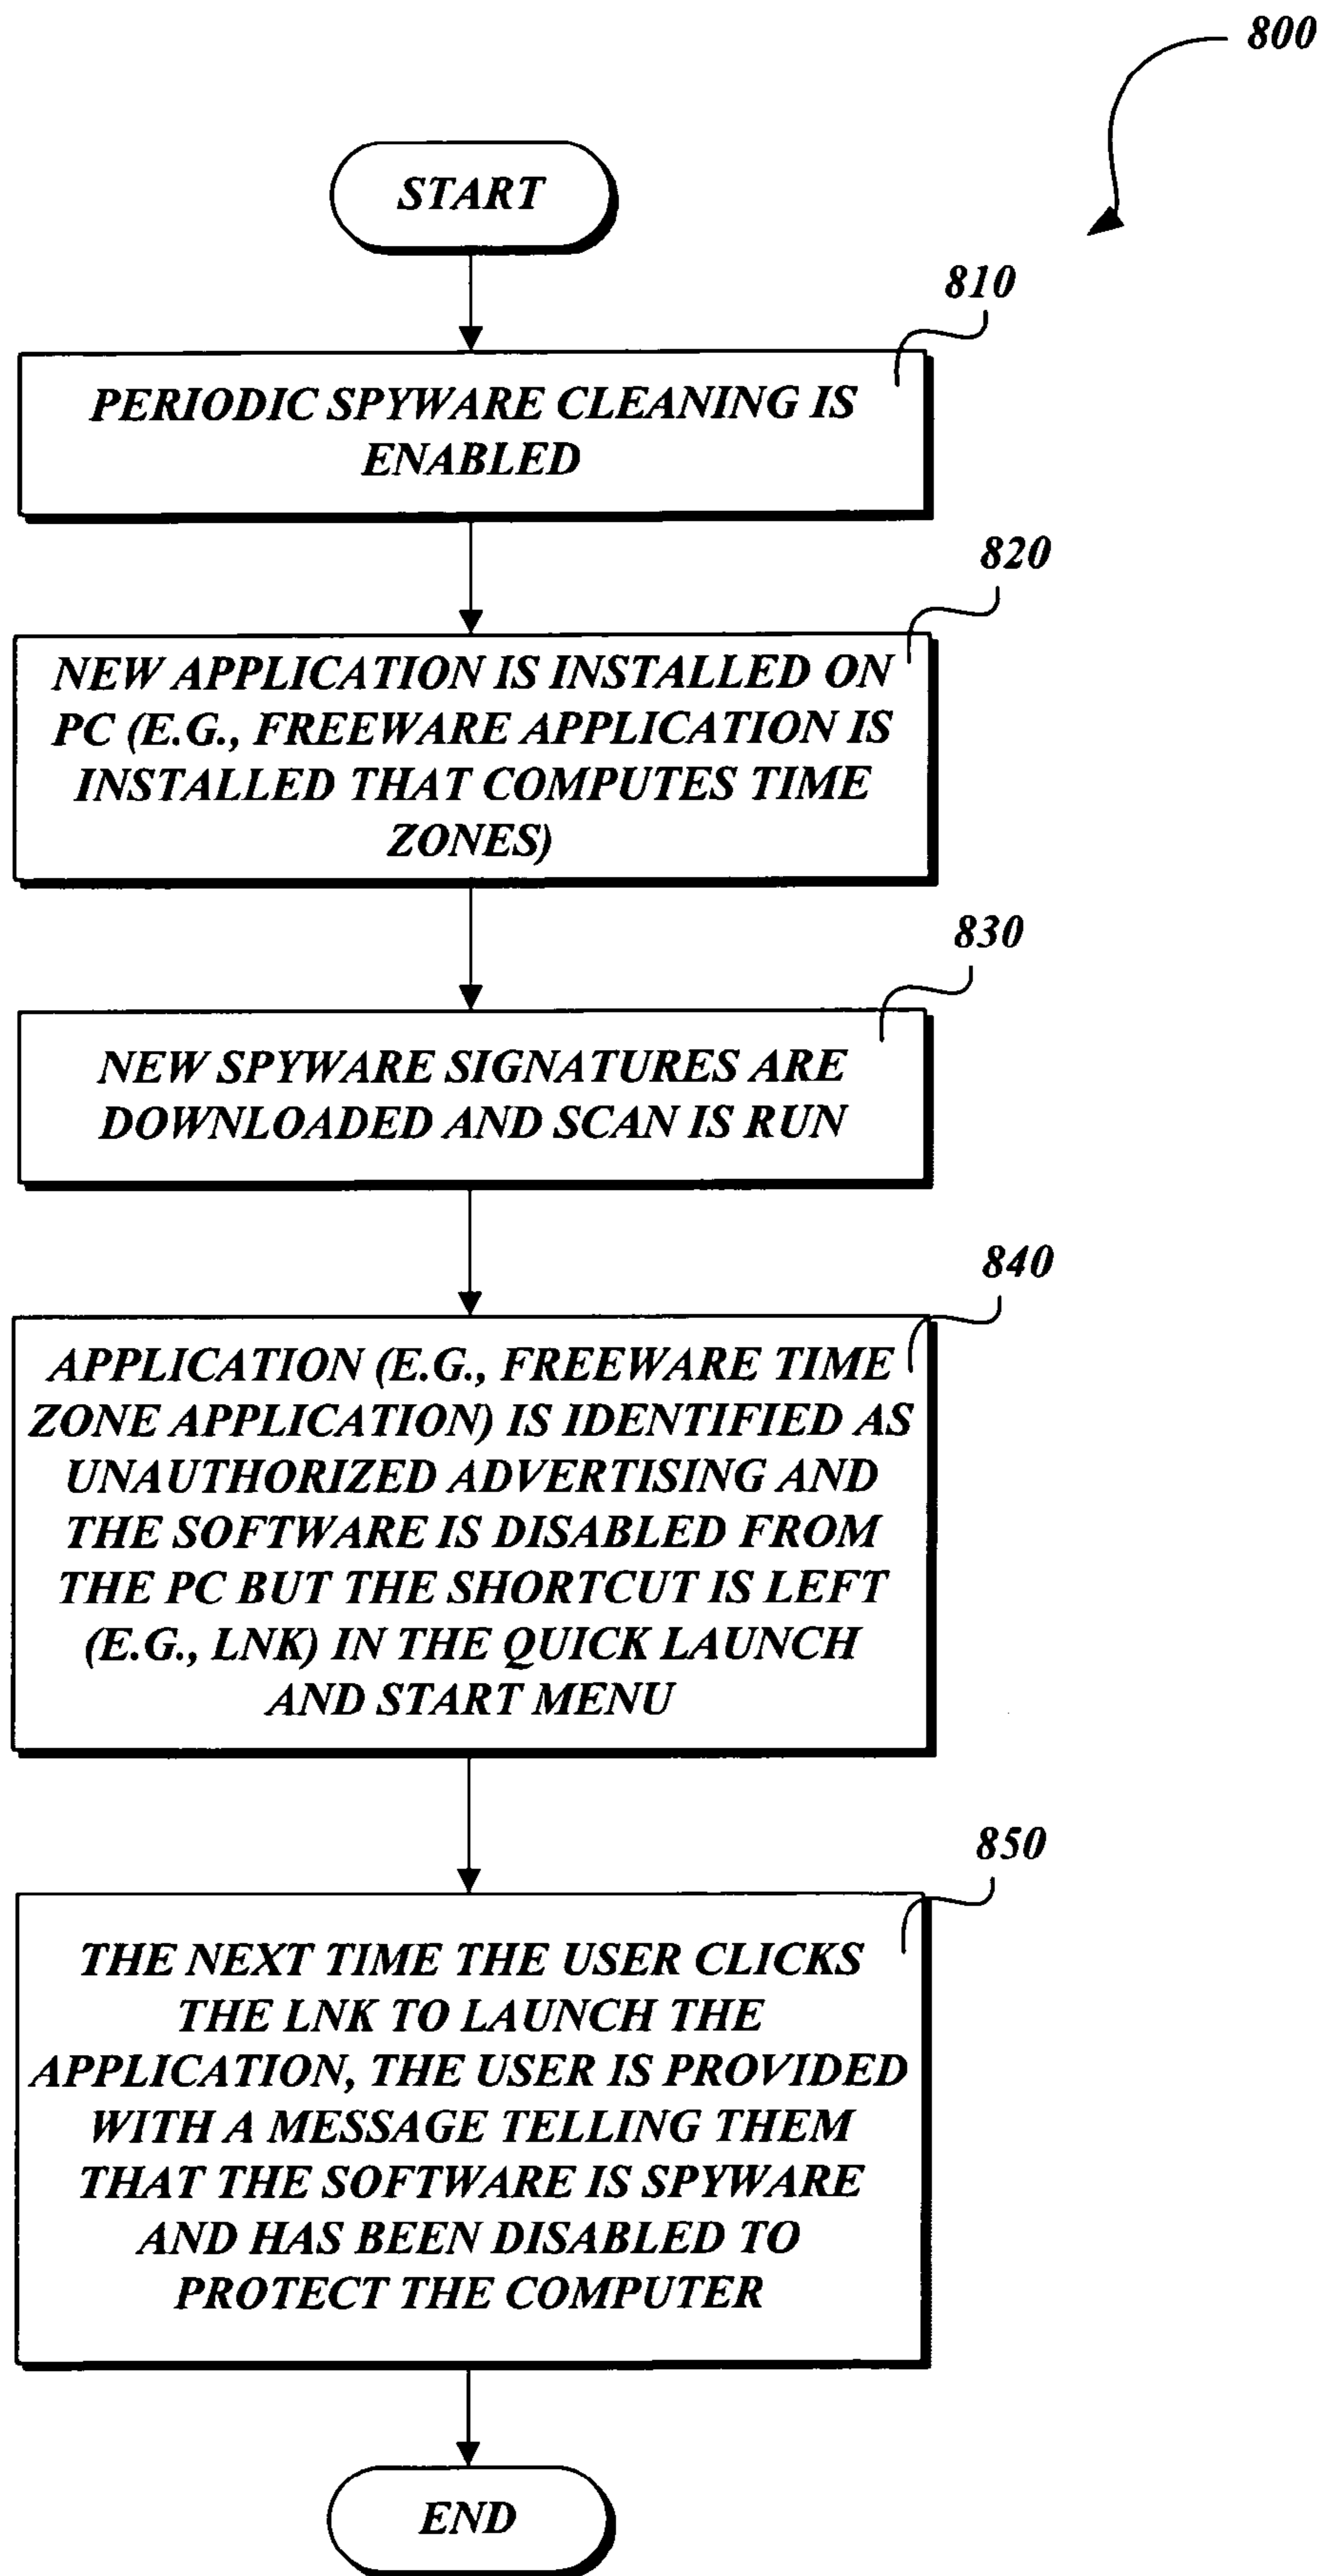 800
START
810
PERIODIC SPYWARE CLEANING IS
ENABLED
820
NEW APPLICATION IS INSTALLED ON
PC (E.G., FREEWARE APPLICATION IS
INSTALLED THAT COMPUTES TIME
ZONES)
830
NEW SPYWARE SIGNATURES ARE
DOWNLOADED AND SCAN IS RUN
840
APPLICATION (E.G., FREEWARE TIME
ZONE APPLICATION) IS IDENTIFIED AS
UNAUTHORIZED ADVERTISING AND
THE SOFTWARE IS DISABLED FROM
THE PC BUT THE SHORTCUT IS LEFT
(E.G., LNK) IN THE QUICK LAUNCH
AND START MENU
850
THE NEXT TIME THE USER CLICKS
THE LNK TO LAUNCH THE
APPLICATION, THE USER IS PROVIDED
WITH A MESSAGE TELLING THEM
THAT THE SOFTWARE IS SPYWARE
AND HAS BEEN DISABLED TO
PROTECT THE COMPUTER
END